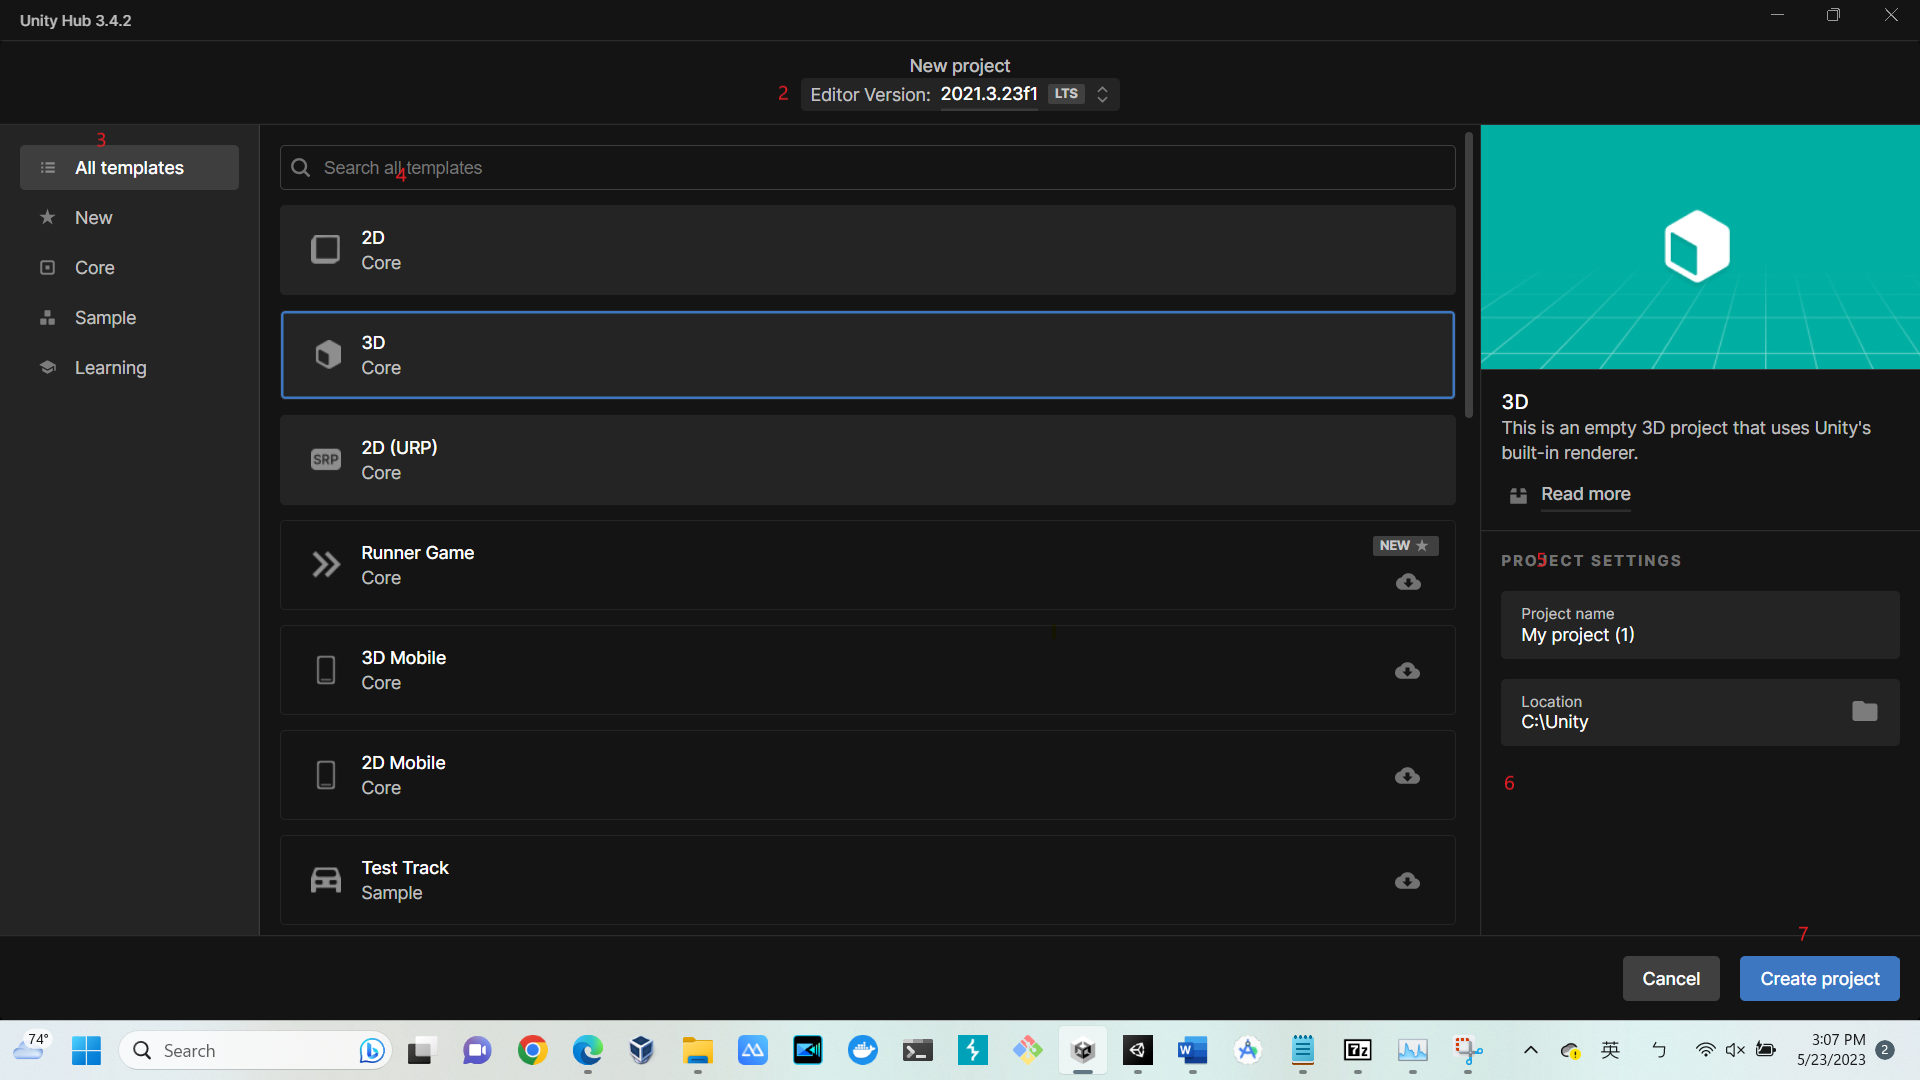 Unity Hub 3.4.2
New project
2 Editor Version: 2021.3.23f1 LTS
3
All templates
New
Core
Sample
Learning
Search all templates
4
2D
Core
3D
Core
SRP
2D (URP)
Core
Runner Game
Core
NEW
3D Mobile
Core
2D Mobile
Core
Test Track
Sample
3D
This is an empty 3D project that uses Unity's
built-in renderer.
Read more
PROJECT SETTINGS
5
Project name
My project (1)
Location
C:\Unity
6
7
Cancel
Create project
74°
Search
W
7z
英
ㄅ
3:07 PM
5/23/2023
2